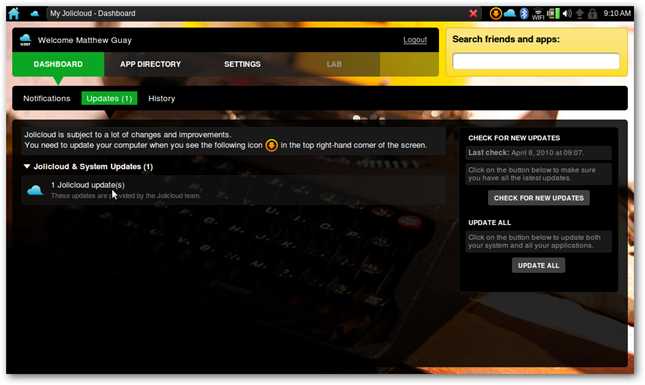 My Jolicloud - Dashboard
WIFI
9:10 AM
Welcome Matthew Guay
Logout
Search friends and apps:
DASHBOARD
APP DIRECTORY
SETTINGS
LAB
Notifications
Updates (1)
History
Jolicloud is subject to a lot of changes and improvements.
You need to update your computer when you see the following icon in the top right-hand corner of the screen.
Jolicloud & System Updates (1)
1 Jolicloud update(s)
These updates are provided by the Jolicloud team.
CHECK FOR NEW UPDATES
Last check: April 8, 2010 at 09:07.
Click on the button below to make sure
you have all the latest updates.
CHECK FOR NEW UPDATES
UPDATE ALL
Click on the button below to update both
your system and all your applications.
UPDATE ALL